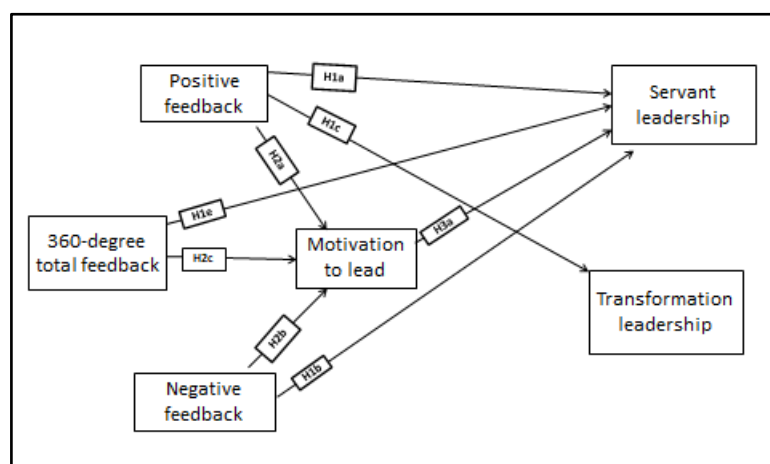 Positive
feedback
H1a
Servant
leadership
H1c
H2a
H1e
360-degree
total feedback
H2c
Motivation
to lead
H3a
Transformation
leadership
H2b
H1b
Negative
feedback